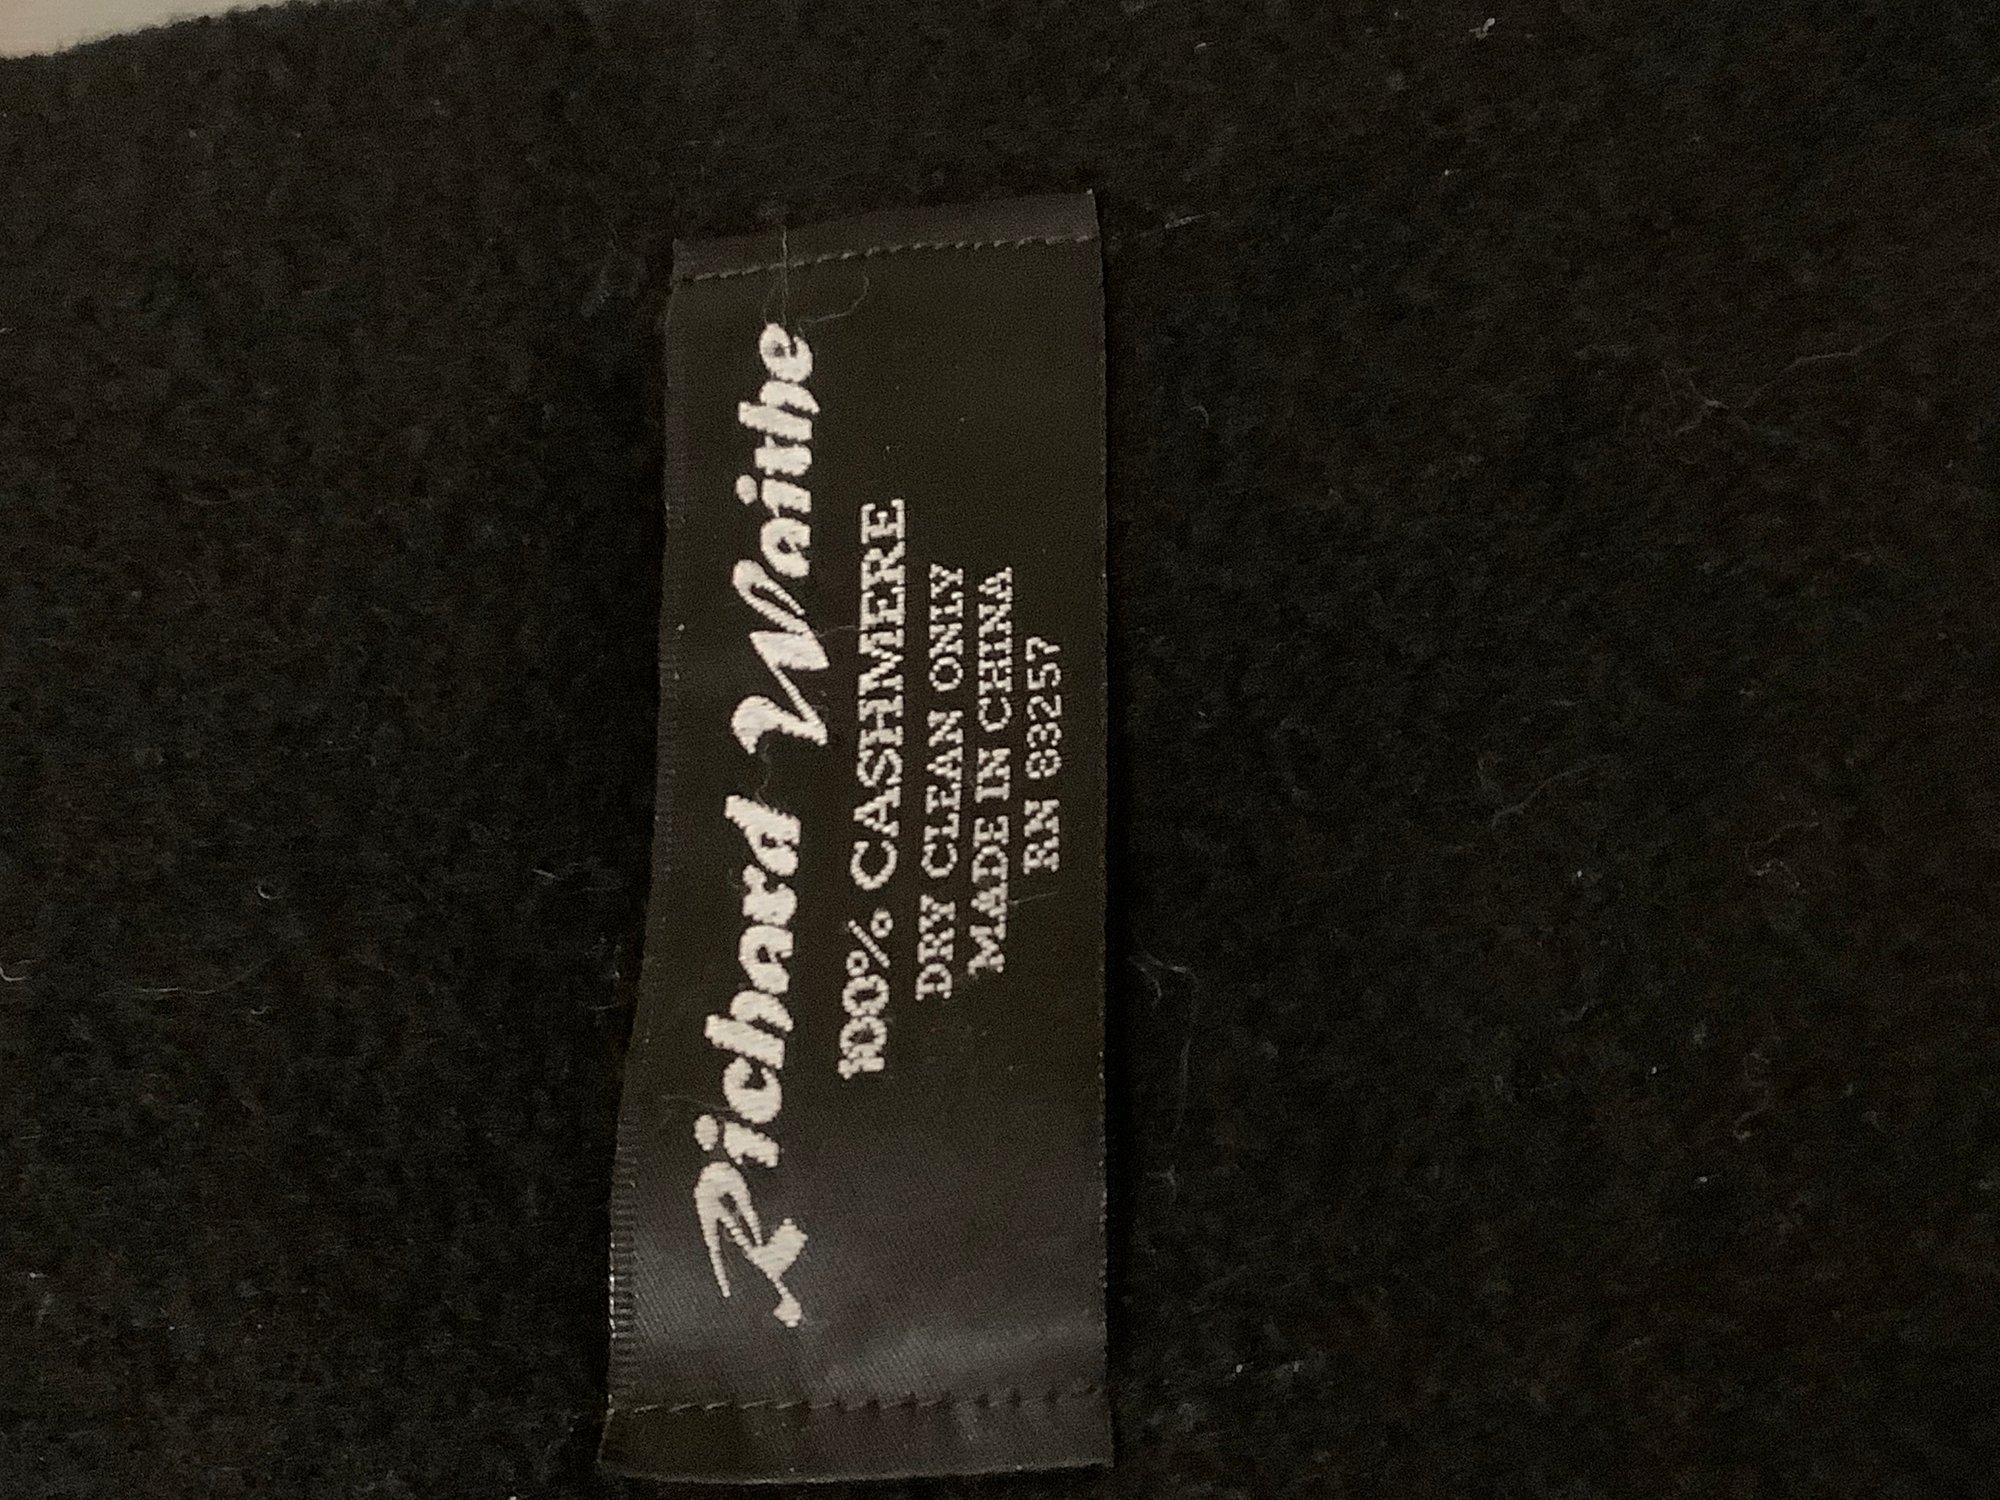 Richard Waithe
100% CASHMERE
DRY CLEAN ONLY
MADE IN CHINA
RN 83257